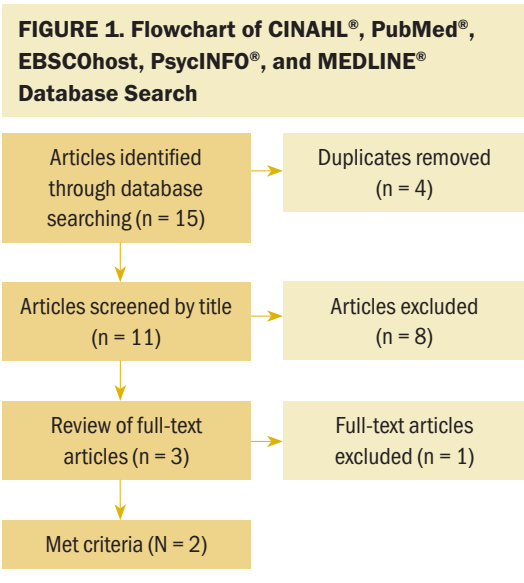 FIGURE 1. Flowchart of CINAHL®, PubMed®,
EBSCOhost, PsycINFO®, and MEDLINE®
Database Search
Articles identified
through database
searching (n = 15)
Duplicates removed
(n = 4)
Articles screened by title
(n = 11)
Articles excluded
(n = 8)
Review of full-text
articles (n = 3)
Full-text articles
excluded (n = 1)
Met criteria (N = 2)